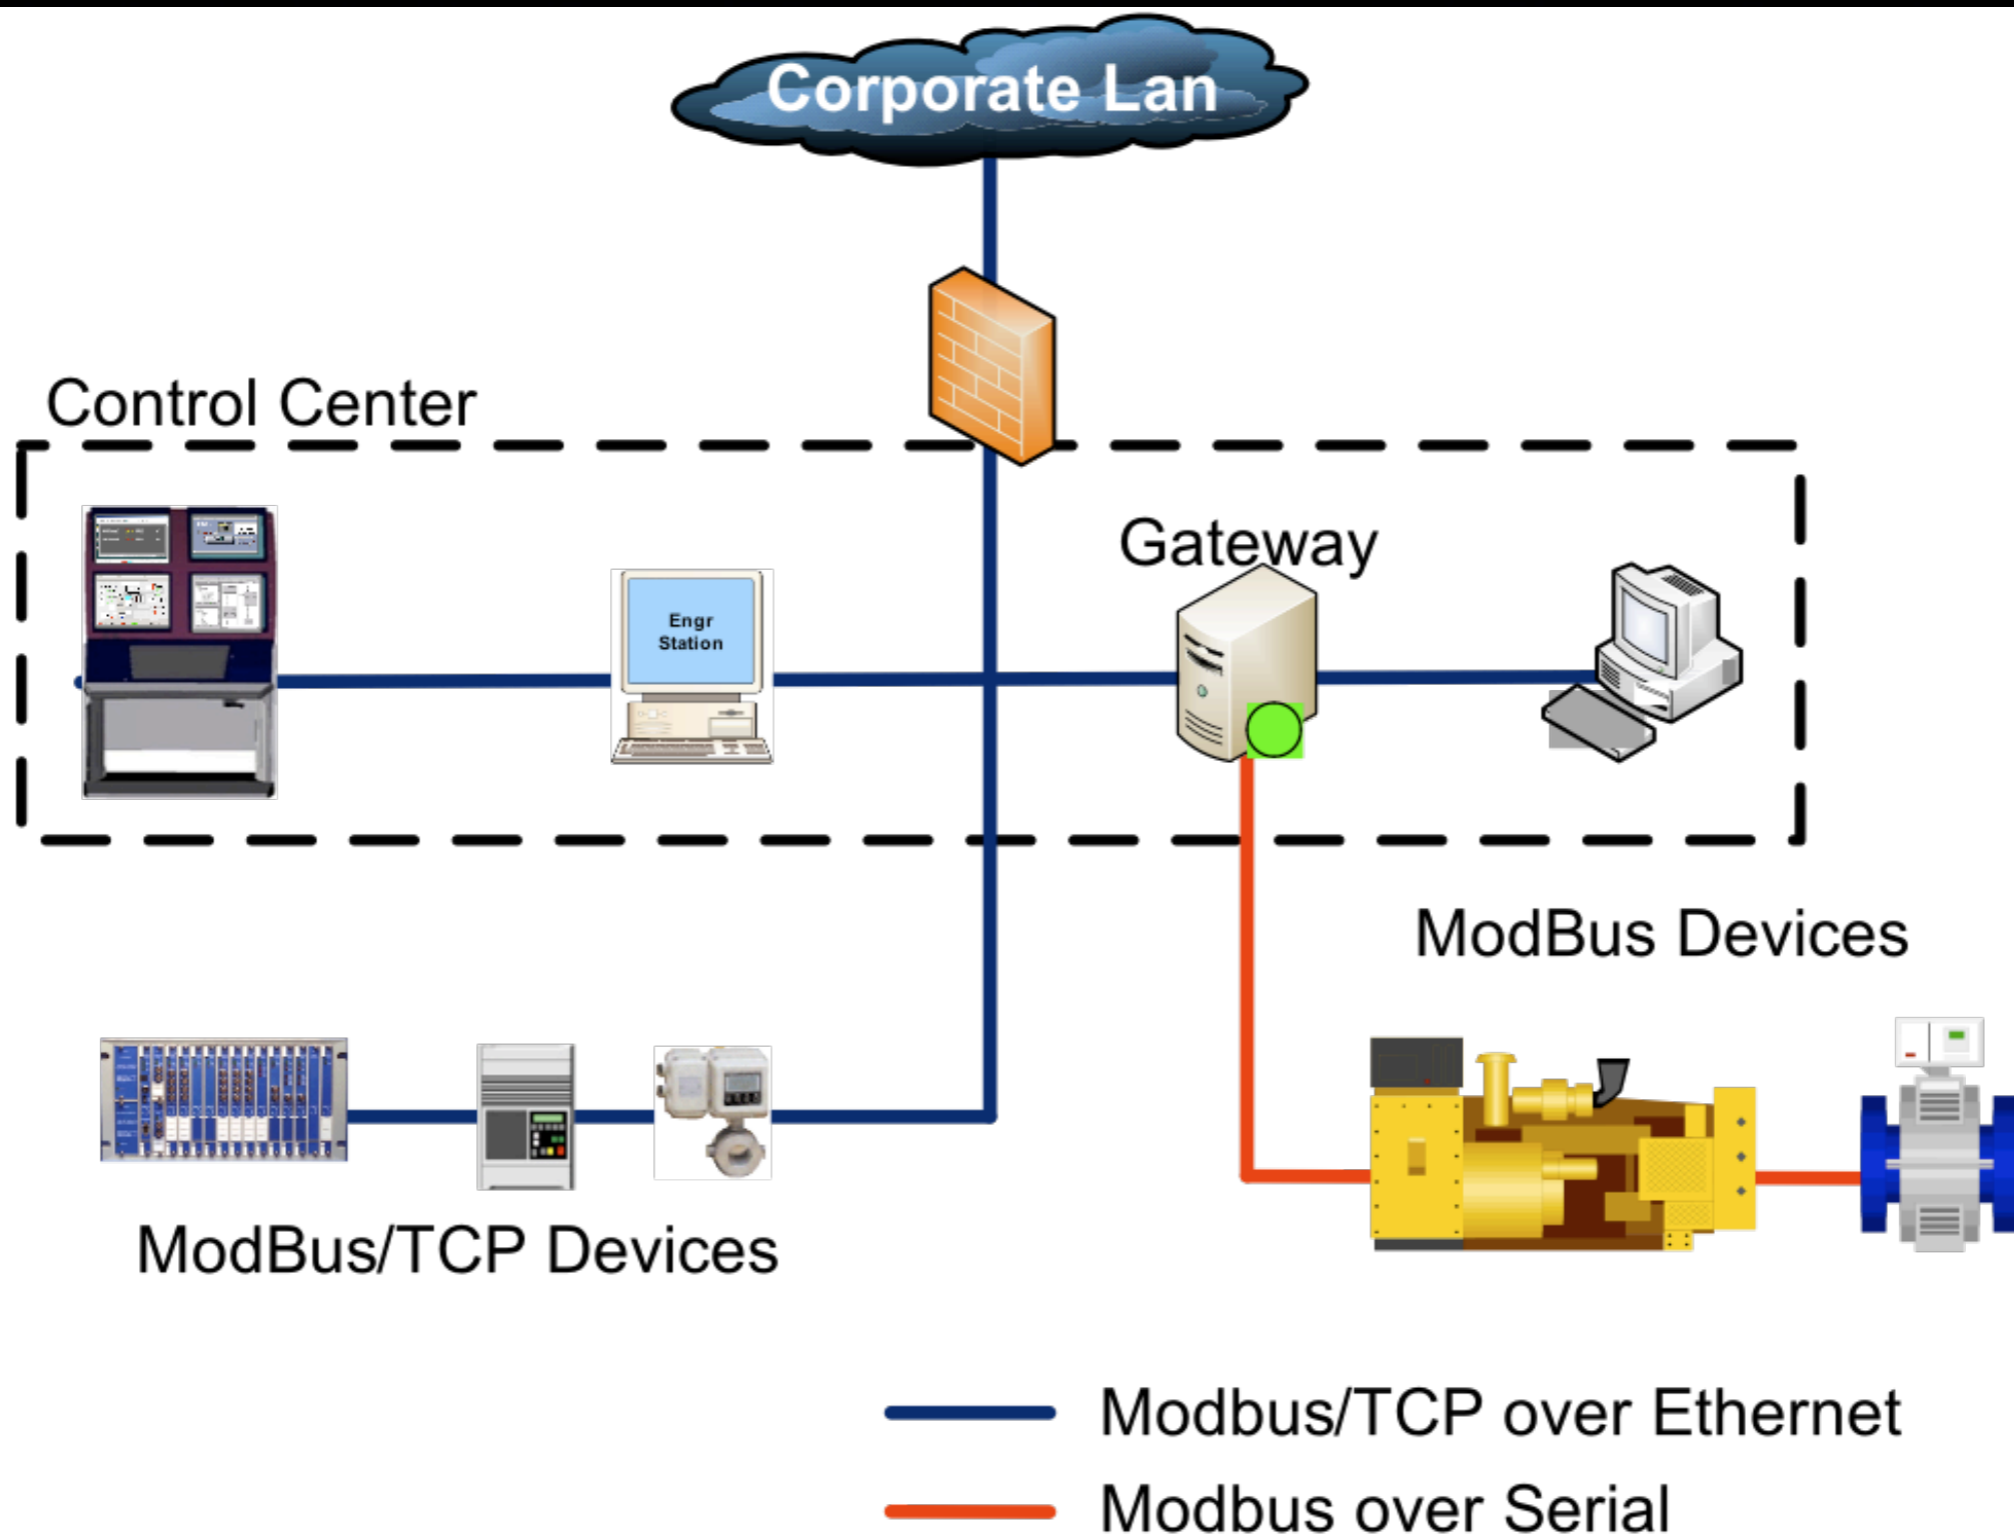 Corporate Lan
Control Center
Gateway
Engr
Station
ModBus Devices
ModBus/TCP Devices
Modbus/TCP over Ethernet
Modbus over Serial